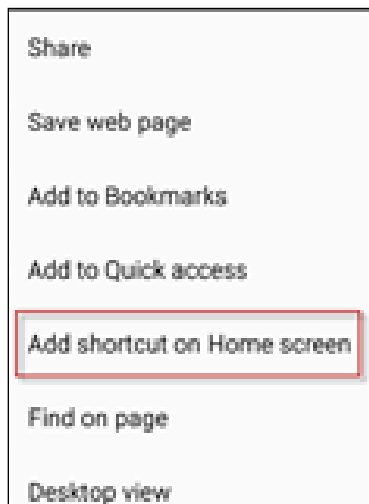 Share
Save web page
Add to Bookmarks
Add to Quick access
Add shortcut on Home screen
Find on page
Desktop view